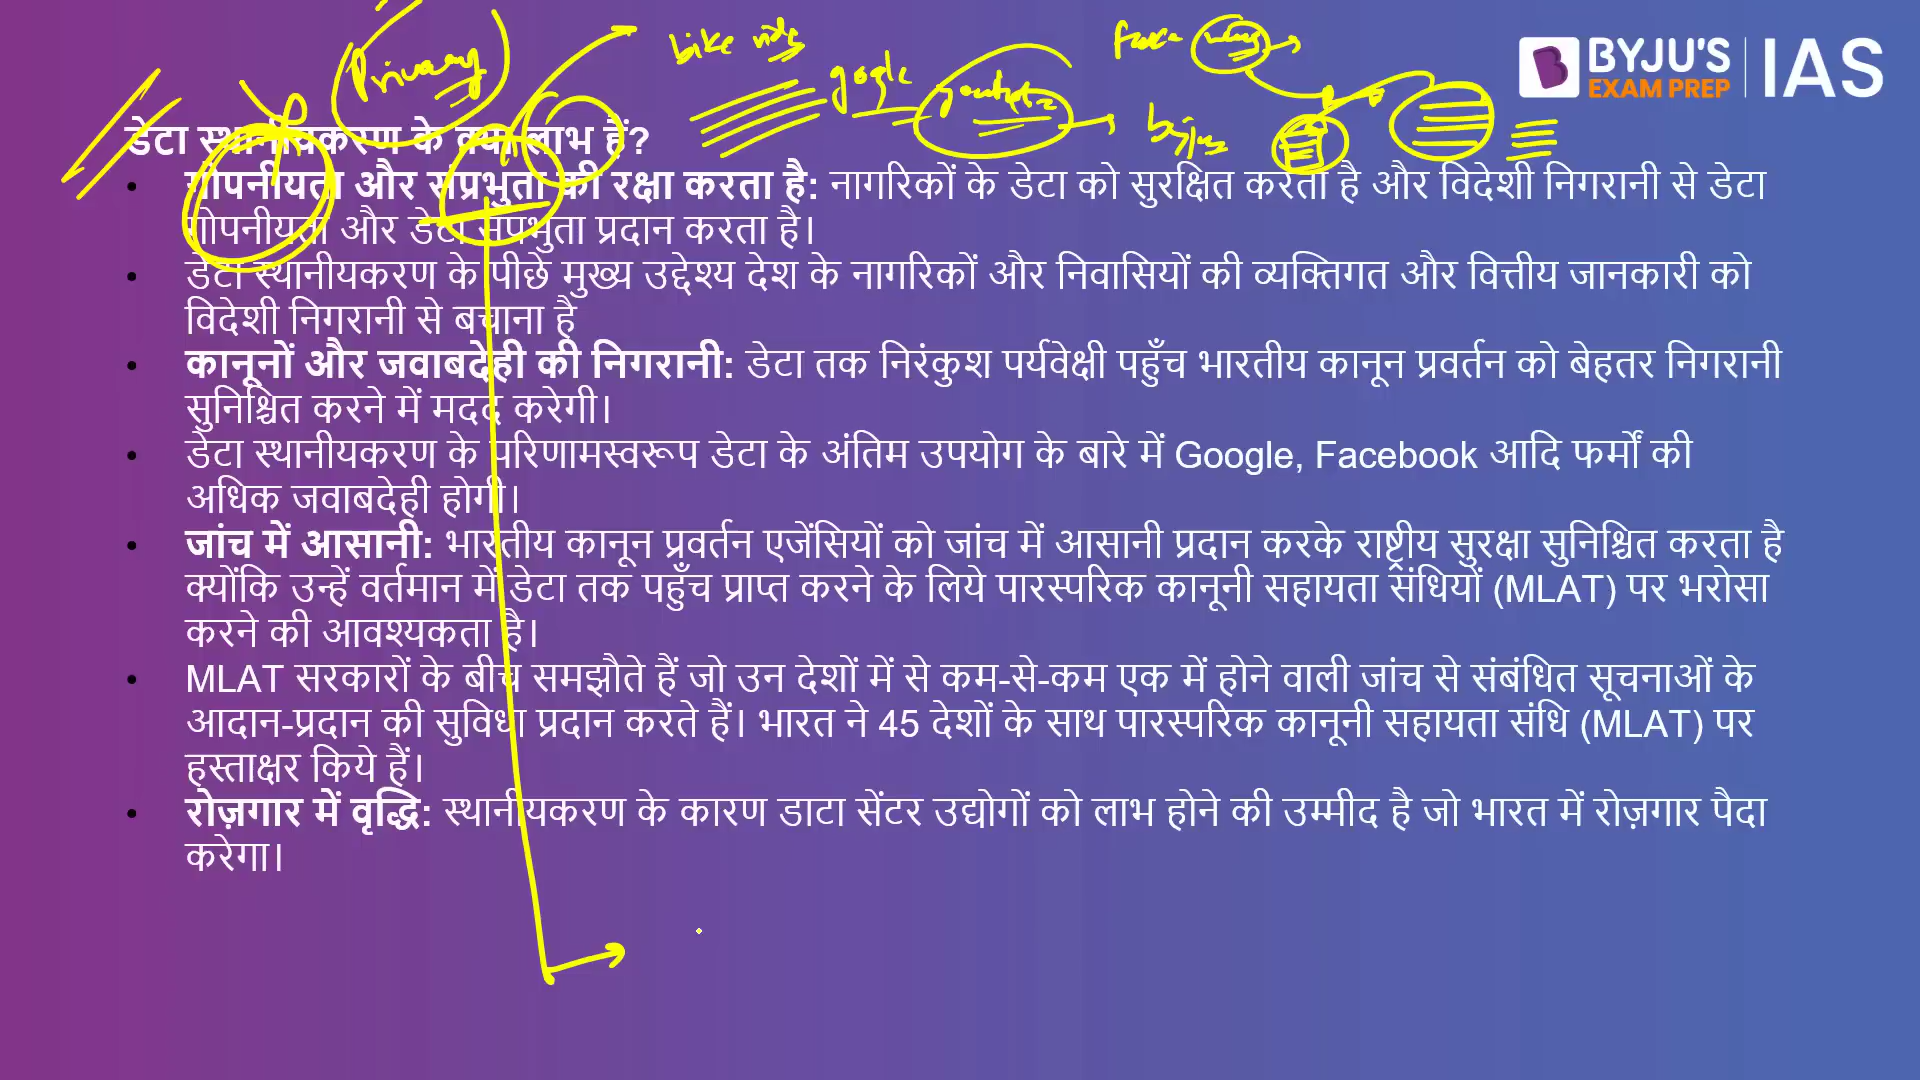 Privacy
bike ride
google
BYJU'S
EXAM PREP
IAS
byjus
डेटा स्थानीयकरण के क्या लाभ हैं?
• गोपनीयता और संप्रभुता की रक्षा करता है: नागरिकों के डेटा को सुरक्षित करता है और विदेशी निगरानी से डेटा
गोपनीयता और डेटा संप्रभुता प्रदान करता है।
• डेटा स्थानीयकरण के पीछे मुख्य उद्देश्य देश के नागरिकों और निवासियों की व्यक्तिगत और वित्तीय जानकारी को
विदेशी निगरानी से बचाना है
• कानूनों और जवाबदेही की निगरानी: डेटा तक निरंकुश पर्यवेक्षी पहुँच भारतीय कानून प्रवर्तन को बेहतर निगरानी
सुनिश्चित करने में मदद करेगी।
• डेटा स्थानीयकरण के परिणामस्वरूप डेटा के अंतिम उपयोग के बारे में Google, Facebook आदि फर्मों की
अधिक जवाबदेही होगी।
• जांच में आसानी: भारतीय कानून प्रवर्तन एजेंसियों को जांच में आसानी प्रदान करके राष्ट्रीय सुरक्षा सुनिश्चित करता है
क्योंकि उन्हें वर्तमान में डेटा तक पहुँच प्राप्त करने के लिये पारस्परिक कानूनी सहायता संधियों (MLAT) पर भरोसा
करने की आवश्यकता है।
• MLAT सरकारों के बीच समझौते हैं जो उन देशों में से कम-से-कम एक में होने वाली जांच से संबंधित सूचनाओं के
आदान-प्रदान की सुविधा प्रदान करते हैं। भारत ने 45 देशों के साथ पारस्परिक कानूनी सहायता संधि (MLAT) पर
हस्ताक्षर किये हैं।
• रोज़गार में वृद्धि: स्थानीयकरण के कारण डाटा सेंटर उद्योगों को लाभ होने की उम्मीद है जो भारत में रोज़गार पैदा
करेगा।